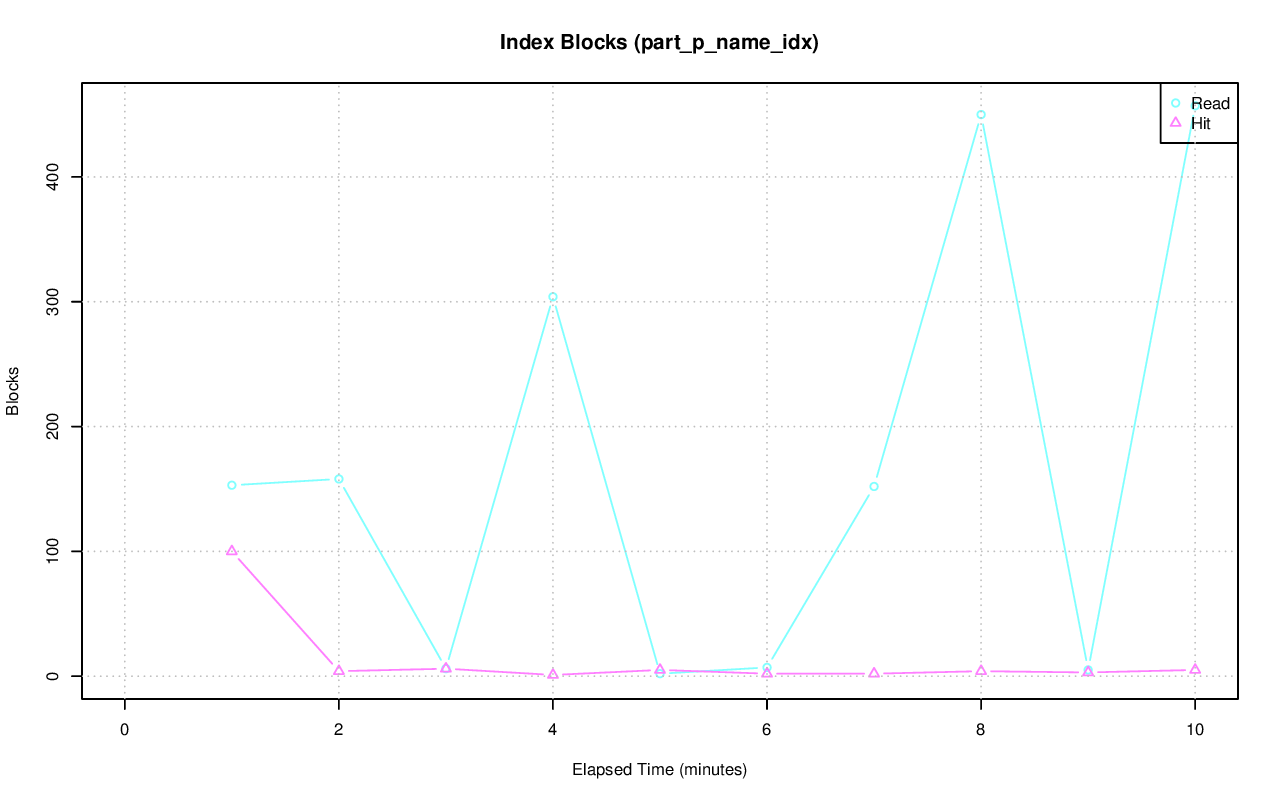 Index Blocks (part_p_name_idx)
Read
Hit
400
300
200
100
0
Blocks
0 2 4 6 8 10
Elapsed Time (minutes)